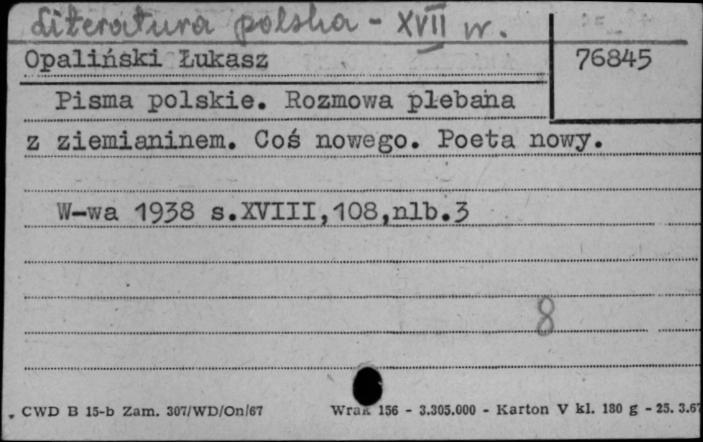 Literatura polska - XVII w.
Opaliński Łukasz
76845
Pisma polskie. Rozmowa plebana
z ziemianinem. Coś nowego. Poeta nowy.
W-wa 1938 s.XVIII,108,nlb.3
8
CWD B 15-b Zam. 307/WD/On/67 Wrak 156 - 3.305.000 - Karton V kl. 180 g - 25. 3.67